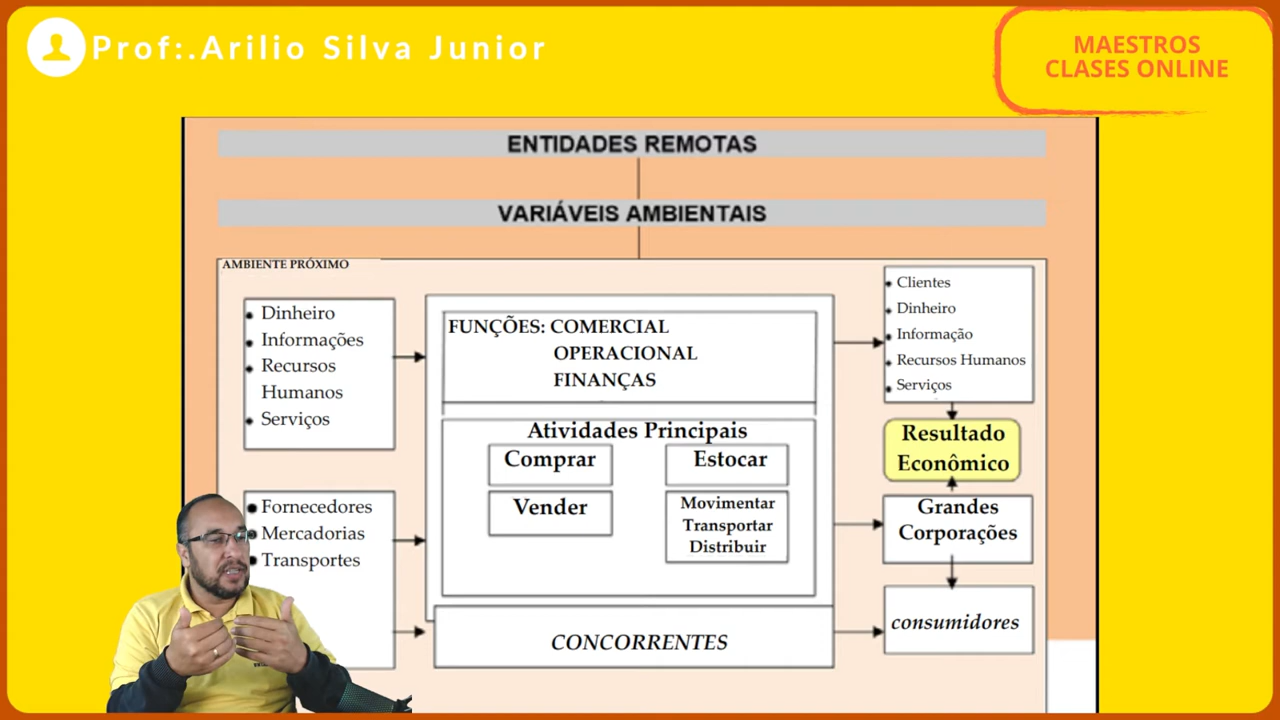 Prof:.Arilio Silva Junior
MAESTROS
CLASES ONLINE
ENTIDADES REMOTAS
VARIÁVEIS AMBIENTAIS
AMBIENTE PRÓXIMO
Dinheiro
Informações
Recursos
Humanos
Serviços
Fornecedores
Mercadorias
Transportes
FUNÇÕES: COMERCIAL
OPERACIONAL
FINANÇAS
Atividades Principais
Comprar
Estocar
Vender
Movimentar
Transportar
Distribuir
CONCORRENTES
Clientes
Dinheiro
Informação
Recursos Humanos
Serviços
Resultado
Econômico
Grandes
Corporações
consumidores